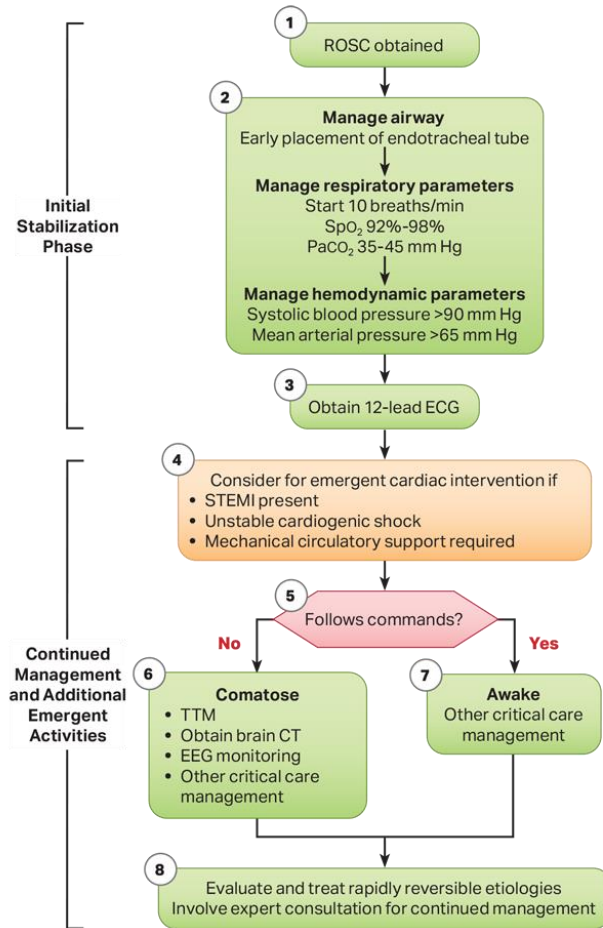 1
ROSC obtained
2
Manage airway
Early placement of endotracheal tube
Manage respiratory parameters
Start 10 breaths/min
SpO₂ 92%-98%
PaCO₂ 35-45 mm Hg
Manage hemodynamic parameters
Systolic blood pressure >90 mm Hg
Mean arterial pressure >65 mm Hg
Initial
Stabilization
Phase
3
Obtain 12-lead ECG
4
Consider for emergent cardiac intervention if
• STEMI present
• Unstable cardiogenic shock
• Mechanical circulatory support required
5
Follows commands?
No
Yes
Continued
Management
and Additional
Emergent
Activities
6
Comatose
• TTM
• Obtain brain CT
• EEG monitoring
• Other critical care
management
7
Awake
Other critical care
management
8
Evaluate and treat rapidly reversible etiologies
Involve expert consultation for continued management